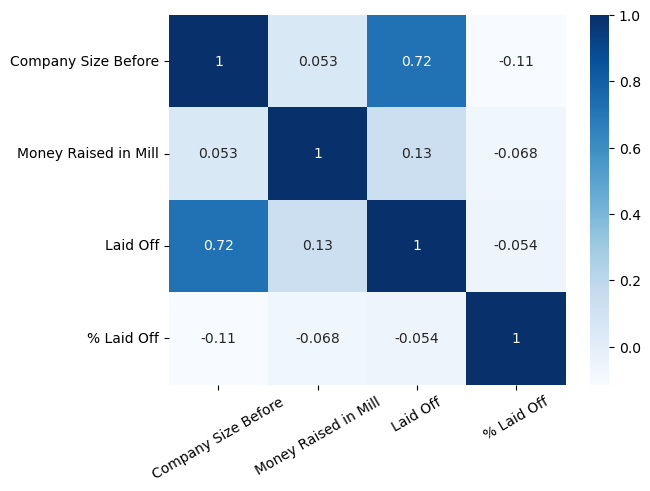 Company Size Before 1 0.053 0.72 -0.11
Money Raised in Mill 0.053 1 0.13 -0.068
Laid Off 0.72 0.13 1 -0.054
% Laid Off -0.11 -0.068 -0.054 1
Company Size Before
Money Raised in Mill
Laid Off
% Laid Off
1.0
0.8
0.6
0.4
0.2
0.0